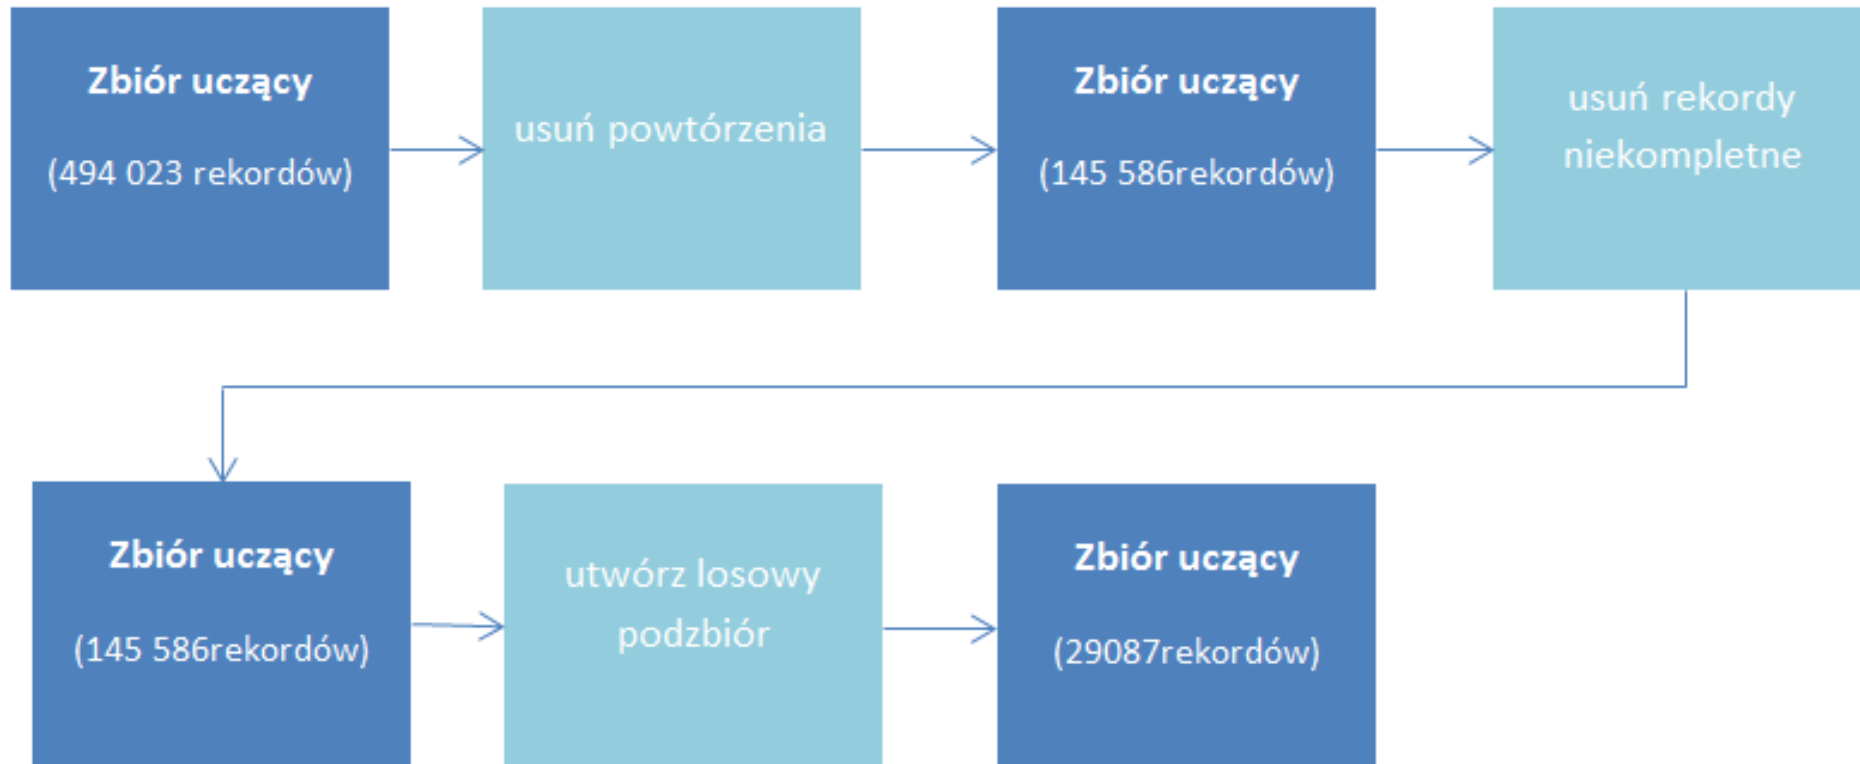 Zbiór uczący
(494 023 rekordów)
usuń powtórzenia
Zbiór uczący
(145 586rekordów)
usuń rekordy
niekompletne
Zbiór uczący
(145 586rekordów)
utwórz losowy
podzbiór
Zbiór uczący
(29087rekordów)